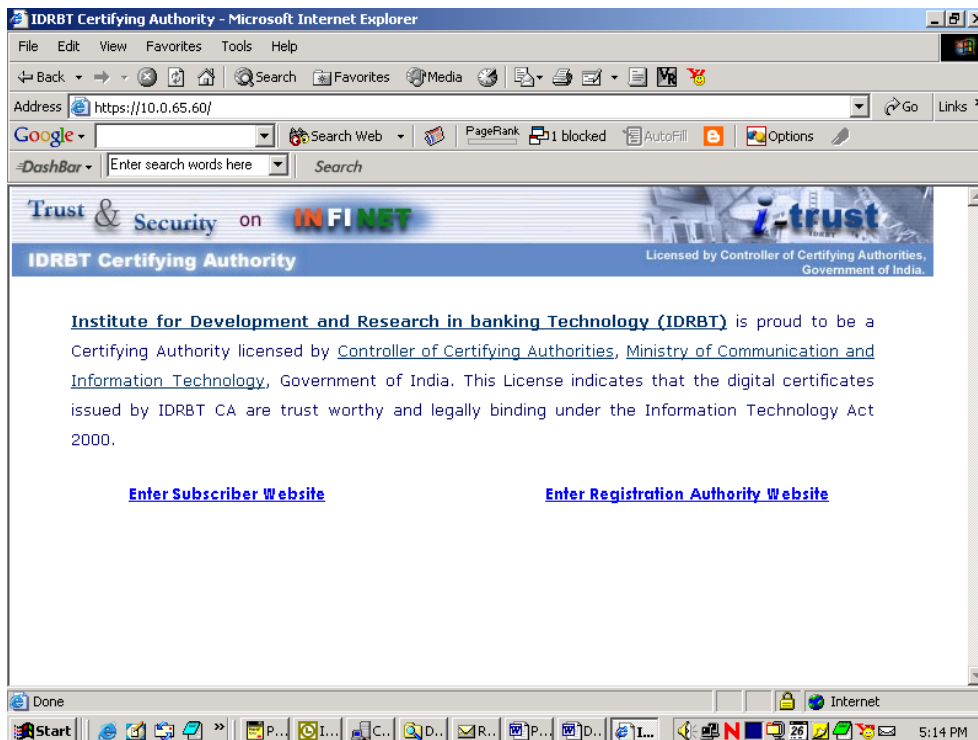 IDRBT Certifying Authority - Microsoft Internet Explorer
File Edit View Favorites Tools Help
Back Search Favorites Media
Address https://10.0.65.60/ Go Links
Google Search Web PageRank 1 blocked AutoFill Options
DashBar Enter search words here Search
Trust & Security on INFINET i-trust
IDRBT
IDRBT Certifying Authority Licensed by Controller of Certifying Authorities,
Government of India.
Institute for Development and Research in banking Technology (IDRBT) is proud to be a
Certifying Authority licensed by Controller of Certifying Authorities, Ministry of Communication and
Information Technology, Government of India. This License indicates that the digital certificates
issued by IDRBT CA are trust worthy and legally binding under the Information Technology Act
2000.
Enter Subscriber Website Enter Registration Authority Website
Done Internet
Start P... I... C... D... R... P... D... I... N 26 5:14 PM